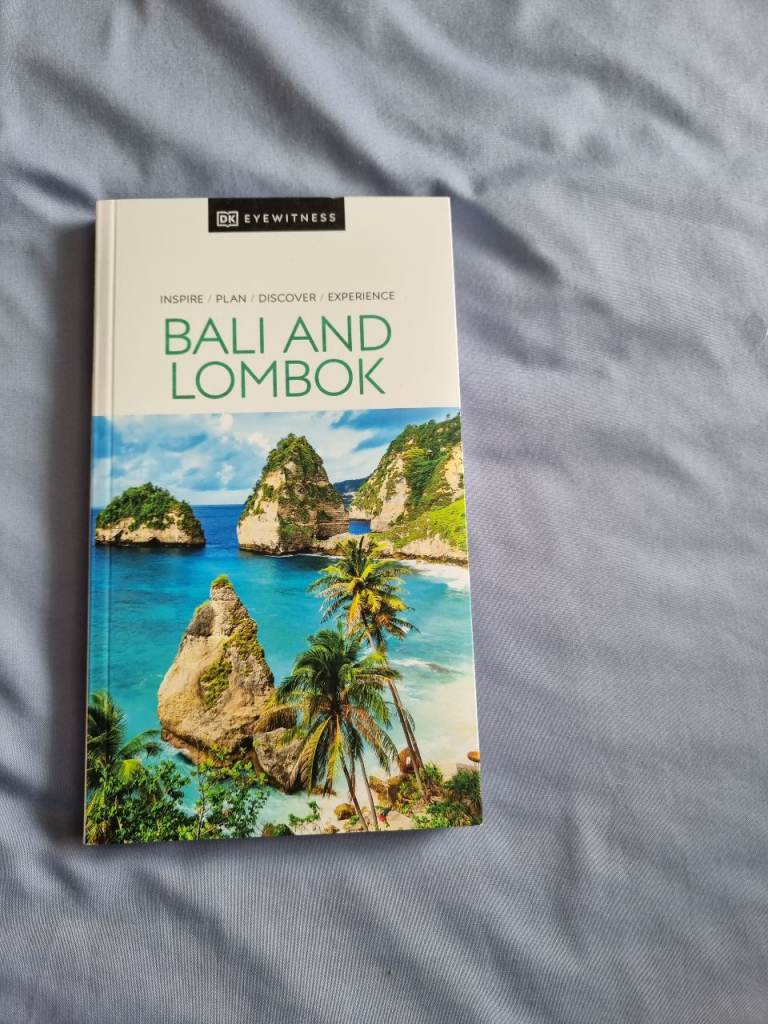 DK EYEWITNESS
INSPIRE / PLAN / DISCOVER / EXPERIENCE
BALI AND
LOMBOK